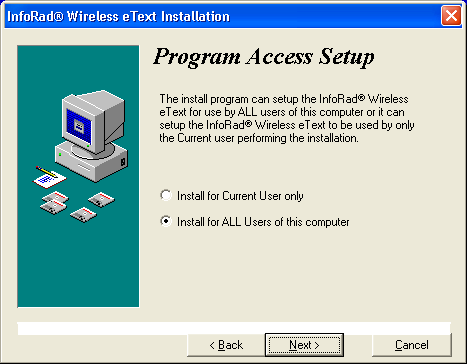 InfoRad® Wireless eText Installation
Program Access Setup
The install program can setup the InfoRad® Wireless
eText for use by ALL users of this computer or it can
setup the InfoRad® Wireless eText to be used by only
the Current user performing the installation.
Install for Current User only
Install for ALL Users of this computer
< Back
Next >
Cancel